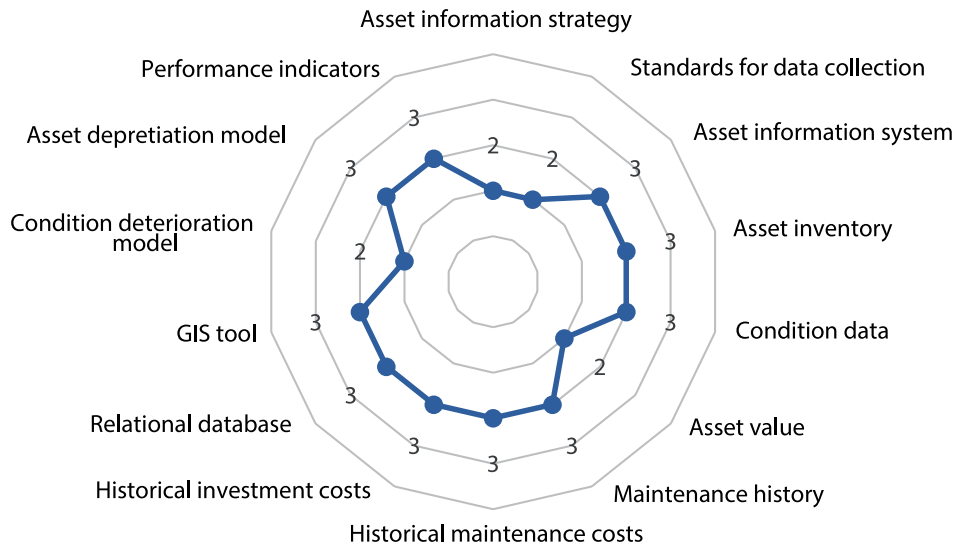 Asset information strategy
Performance indicators
Standards for data collection
3
Asset depretiation model
Asset information system
2
2
3
3
Condition deterioration
model
Asset inventory
2
3
GIS tool
3
3
Condition data
2
Relational database
3
Asset value
3
3
3
Historical investment costs
Maintenance history
Historical maintenance costs